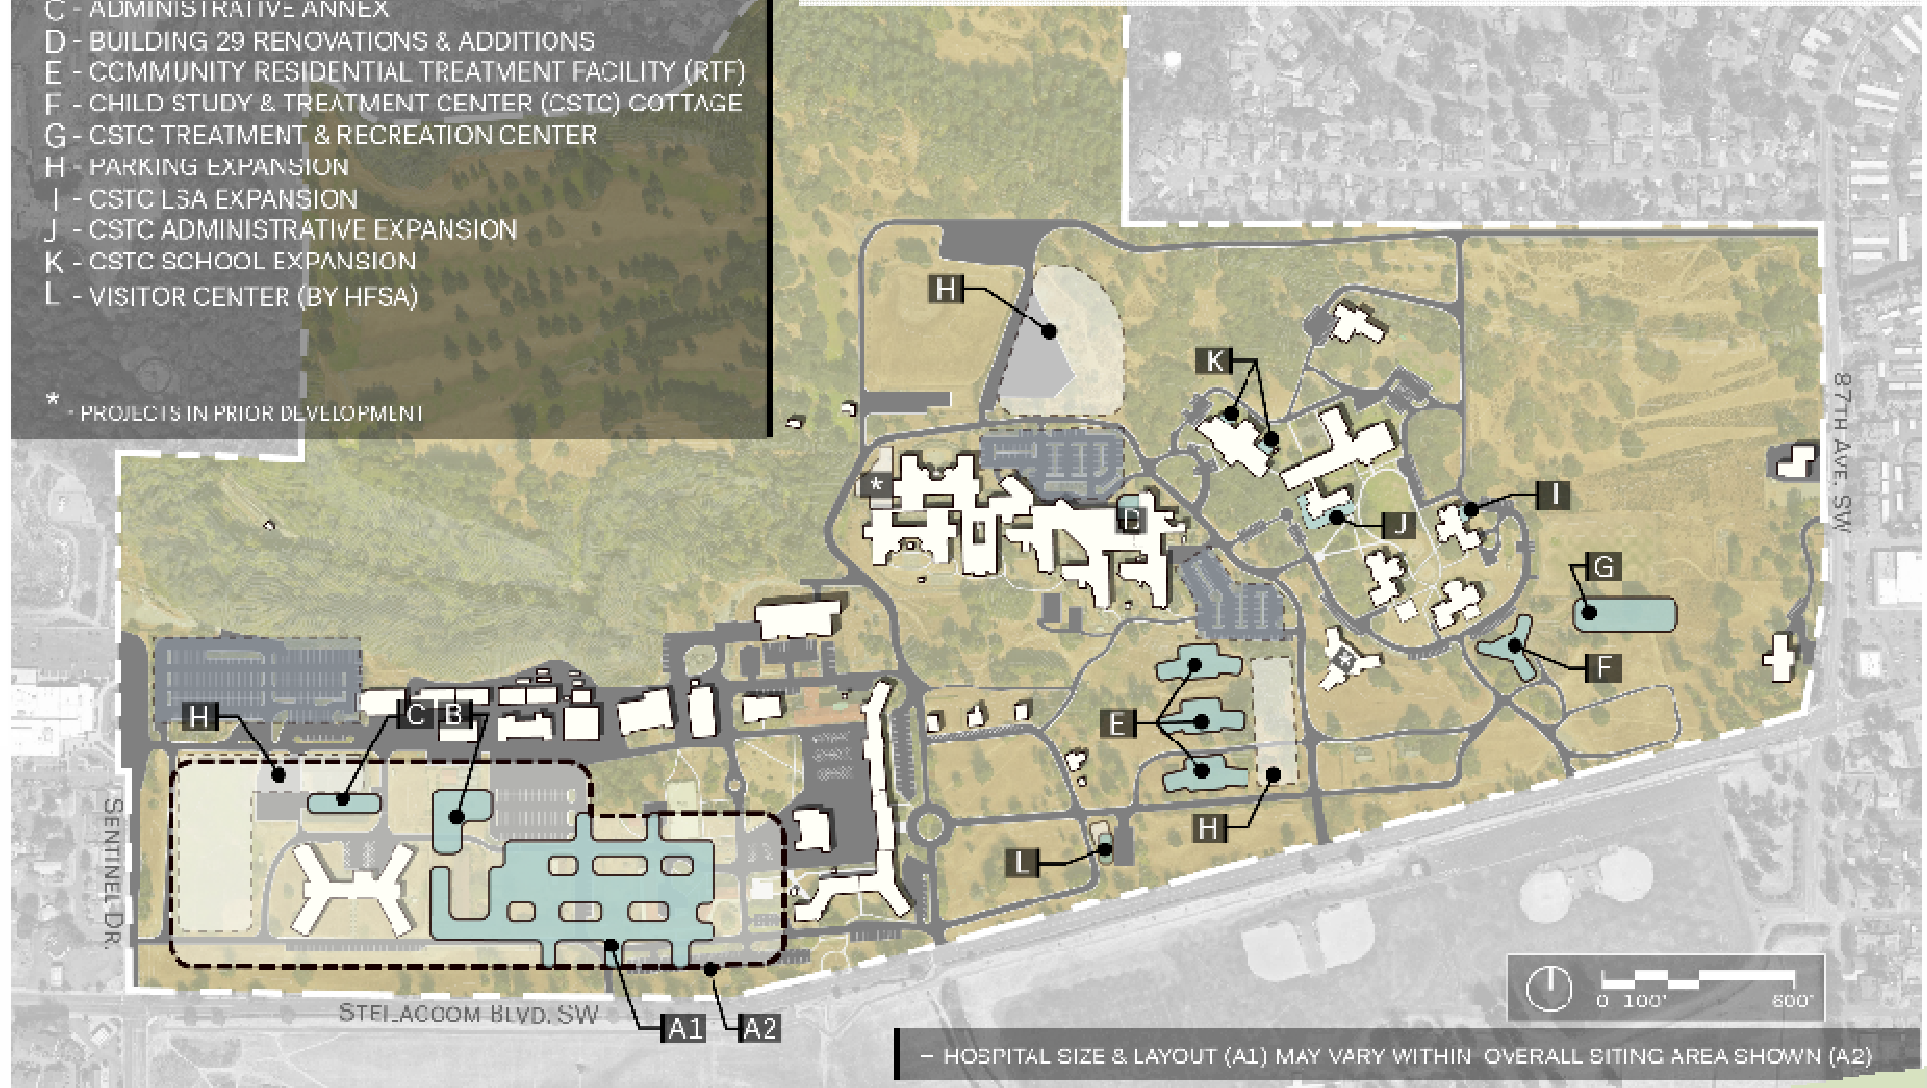 C - ADMINISTRATIVE ANNEX
D - BUILDING 29 RENOVATIONS & ADDITIONS
E - COMMUNITY RESIDENTIAL TREATMENT FACILITY (RTF)
F - CHILD STUDY & TREATMENT CENTER (CSTC) COTTAGE
G - CSTC TREATMENT & RECREATION CENTER
H - PARKING EXPANSION
I - CSTC LSA EXPANSION
J - CSTC ADMINISTRATIVE EXPANSION
K - CSTC SCHOOL EXPANSION
L - VISITOR CENTER (BY HFSA)
* - PROJECTS IN PRIOR DEVELOPMENT
H
K
87TH AVE. SW
*
D
I
J
G
*
F
H
C
B
E
SENTINEL DR.
H
L
STEILACOOM BLVD. SW
A1
A2
0 100' 600'
– HOSPITAL SIZE & LAYOUT (A1) MAY VARY WITHIN OVERALL SITING AREA SHOWN (A2)